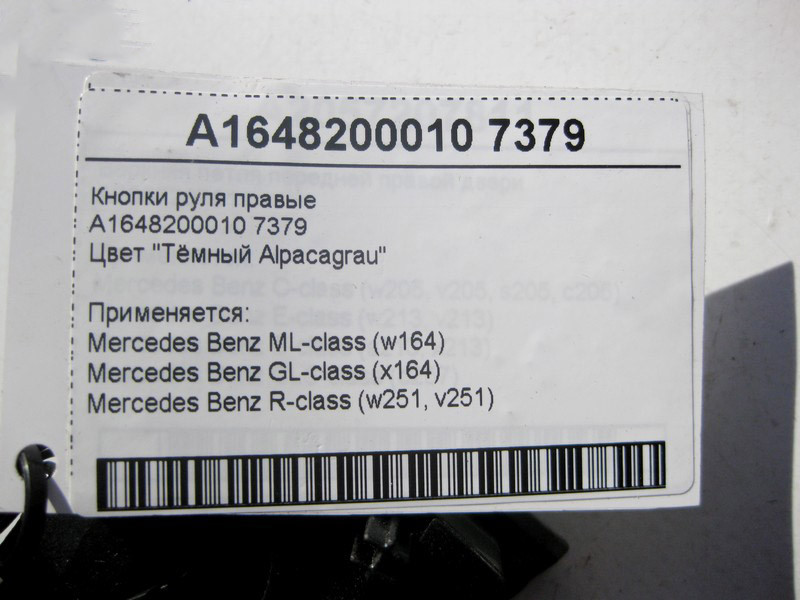 A1648200010 7379
Кнопки руля правые
A1648200010 7379
Цвет "Тёмный Alpacagrau"
Применяется:
Mercedes Benz ML-class (w164)
Mercedes Benz GL-class (x164)
Mercedes Benz R-class (w251, v251)